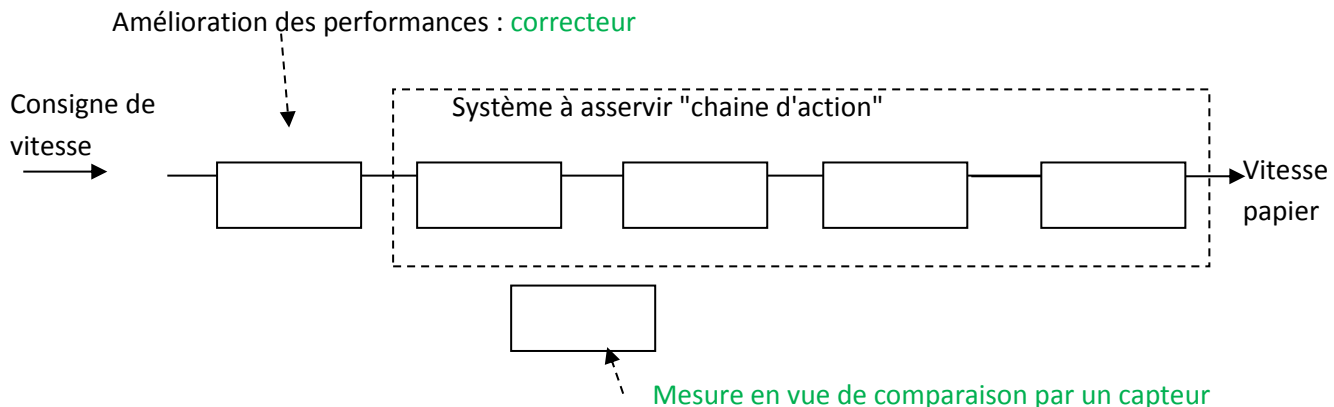 Amélioration des performances : correcteur
Consigne de
vitesse
Système à asservir "chaine d'action"
Vitesse
papier
Mesure en vue de comparaison par un capteur